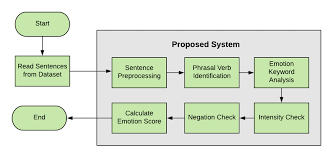 Start
Proposed System
Read Sentences
from Dataset
Sentence
Preprocessing
Phrasal Verb
Identification
Emotion
Keyword
Analysis
End
Calculate
Emotion Score
Negation Check
Intensity Check